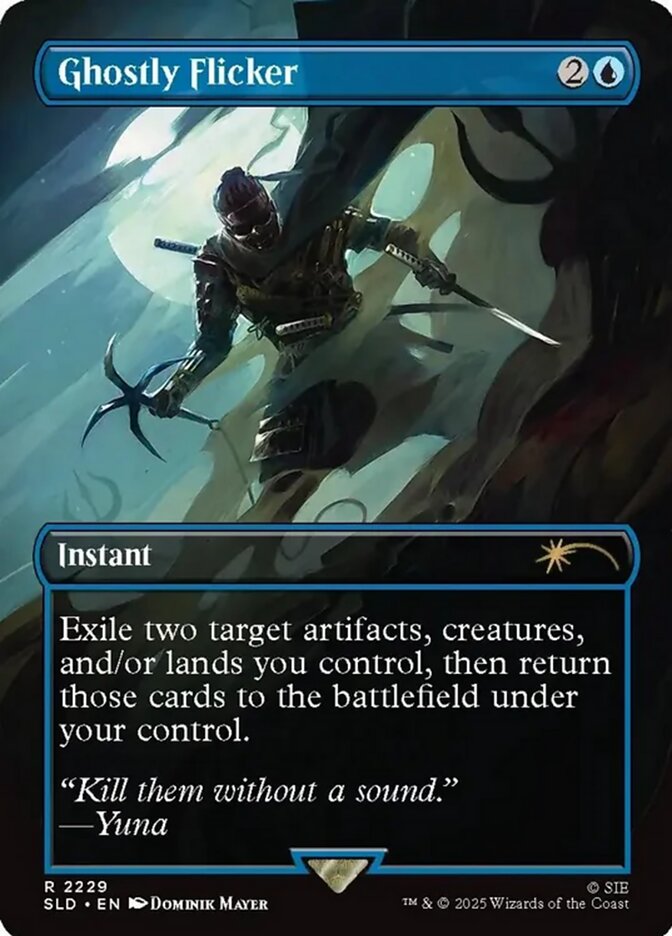 Ghostly Flicker 2
Instant
Exile two target artifacts, creatures,
and/or lands you control, then return
those cards to the battlefield under
your control.
“Kill them without a sound.”
—Yuna
R 2229
© SIE
SLD • EN Dominik Mayer
™ & © 2025 Wizards of the Coast